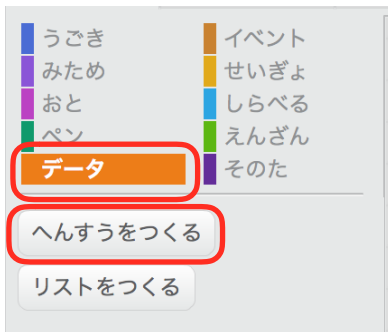 うごき
みため
おと
ペン
データ
イベント
せいぎょ
しらべる
えんざん
そのた
へんすうをつくる
リストをつくる